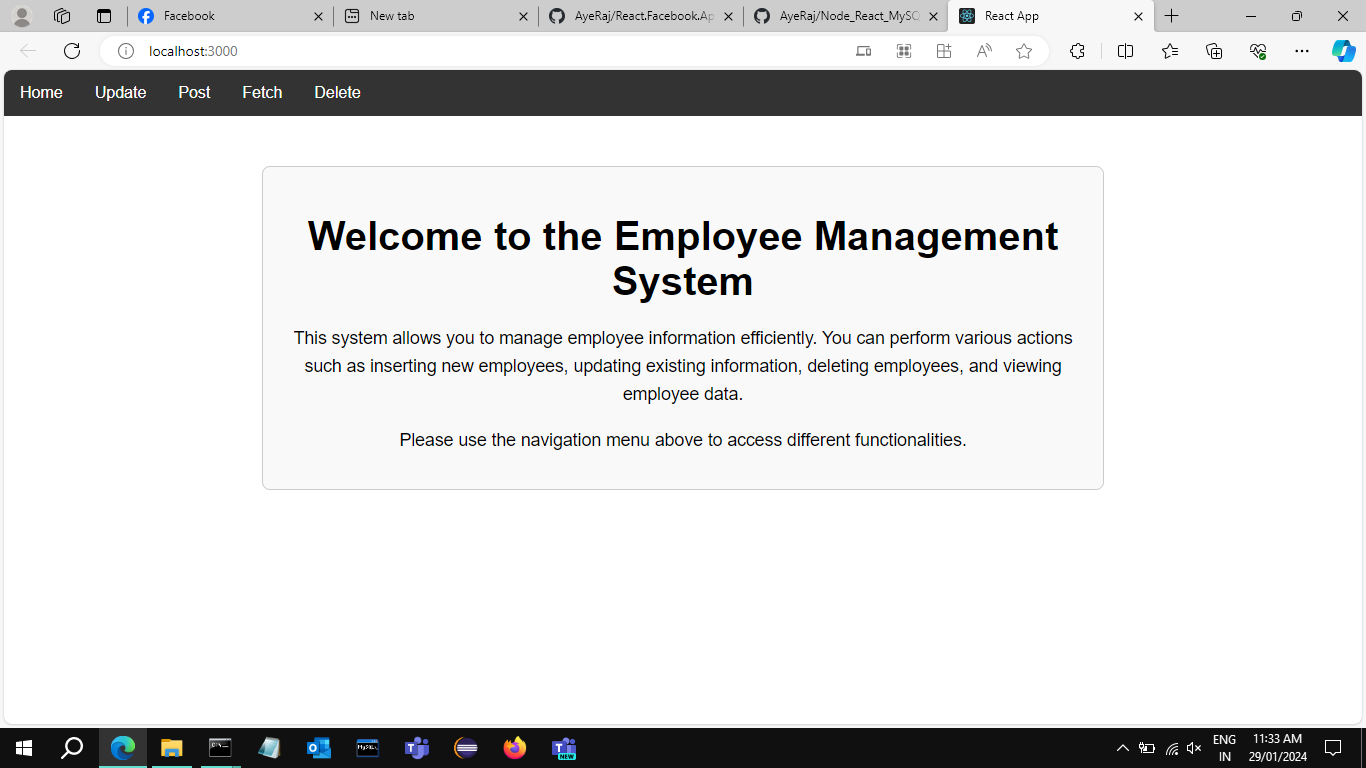 Facebook
New tab
AyeRaj/React.Facebook.Ap
AyeRaj/Node_React_MySQ
React App
localhost:3000
Home
Update
Post
Fetch
Delete
Welcome to the Employee Management
System
This system allows you to manage employee information efficiently. You can perform various actions
such as inserting new employees, updating existing information, deleting employees, and viewing
employee data.
Please use the navigation menu above to access different functionalities.
NEW
ENG
IN
11:33 AM
29/01/2024